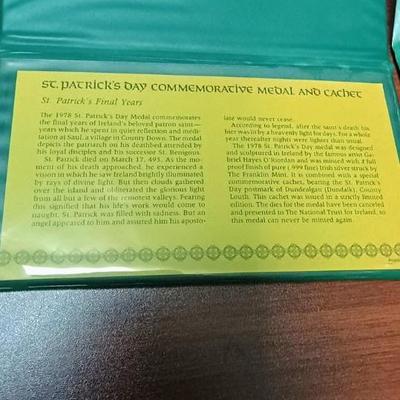 ST. PATRICK'S DAY COMMEMORATIVE MEDAL AND CACHET
St. Patrick's Final Years
The 1978 St. Patrick's Day Medal commemorates
the final years of Ireland's beloved patron saint—
years which he spent in quiet reflection and medi-
tation at Saul, a village in County Down. The medal
depicts the patriarch on his deathbed attended by
his loyal disciples and his successor St. Benignus.
St. Patrick died on March 17, 493. As the mo-
ment of his death approached, he experienced a
vision in which he saw Ireland brightly illuminated
by rays of divine light. But then clouds gathered
over the island and obliterated the glorious light
from all but a few of the remotest valleys. Fearing
this signified that his life's work would come to
naught, St. Patrick was filled with sadness. But an
angel appeared to him and assured him his aposto-
late would never cease.
According to legend, after the saint's death his
bier was lit by a heavenly light for days. For a whole
year thereafter nights were lighter than usual.
The 1978 St. Patrick's Day medal was designed
and sculptured in Ireland by the famous artist Ga-
briel Hayes O'Riordan and was minted with a full
proof finish of pure (.999 fine) Irish silver struck by
The Franklin Mint. It is combined with a special
commemorative cachet, bearing the St. Patrick's
Day postmark of Dundealgan (Dundalk), County
Louth. This cachet was issued in a strictly limited
edition. The dies for the medal have been canceled
and presented to The National Trust for Ireland, so
this medal can never be minted again.